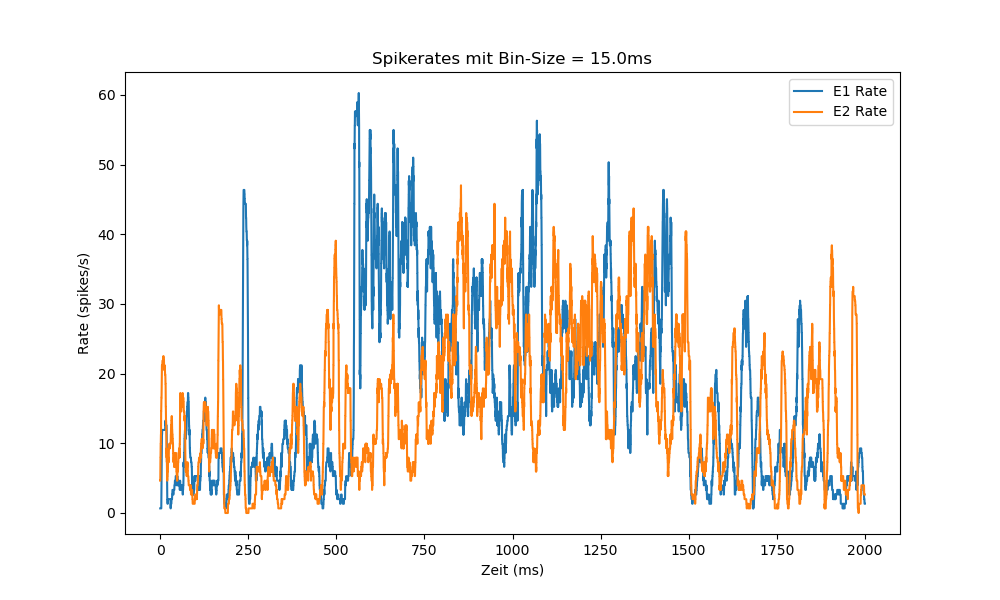 Spikerates mit Bin-Size = 15.0ms
E1 Rate
E2 Rate
60
50
40
30
20
10
0
Rate (spikes/s)
0 250 500 750 1000 1250 1500 1750 2000
Zeit (ms)